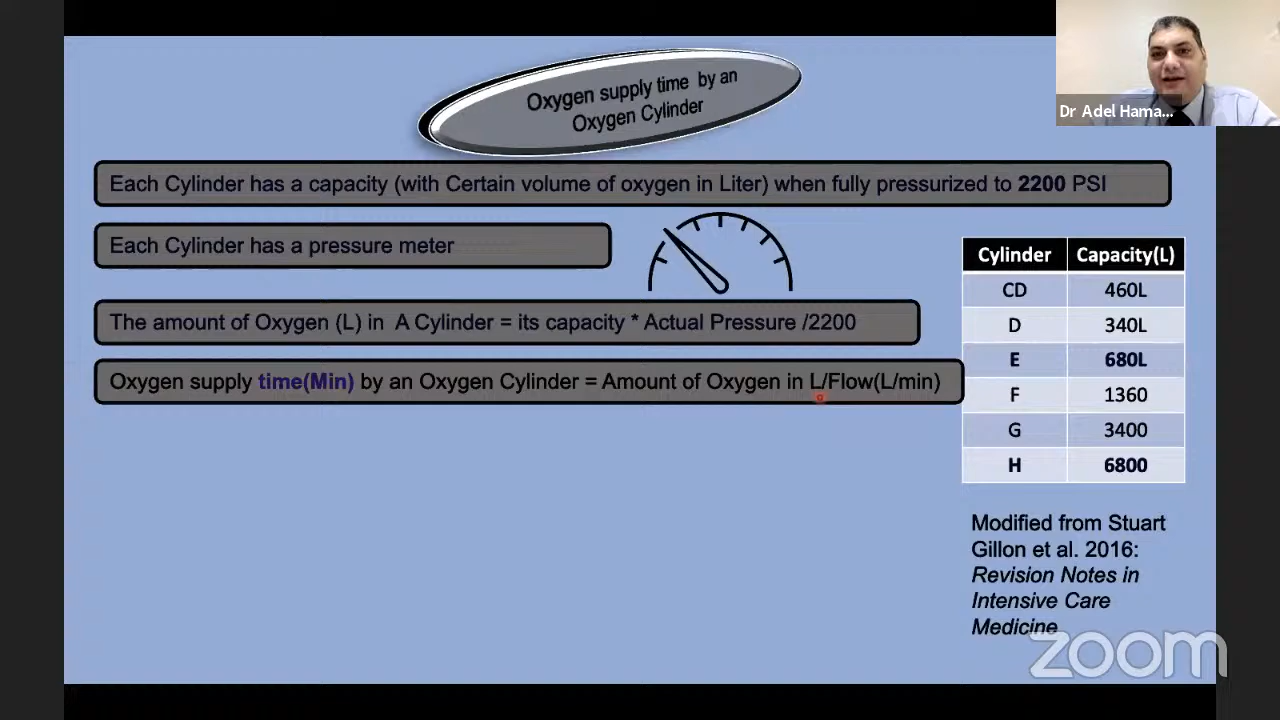 Oxygen supply time by an
Oxygen Cylinder
Dr Adel Hama...
Each Cylinder has a capacity (with Certain volume of oxygen in Liter) when fully pressurized to 2200 PSI
Each Cylinder has a pressure meter
The amount of Oxygen (L) in A Cylinder = its capacity * Actual Pressure /2200
Oxygen supply time(Min) by an Oxygen Cylinder = Amount of Oxygen in L/Flow(L/min)
Cylinder Capacity(L)
CD 460L
D 340L
E 680L
F 1360
G 3400
H 6800
Modified from Stuart
Gillon et al. 2016:
Revision Notes in
Intensive Care
Medicine
zoom